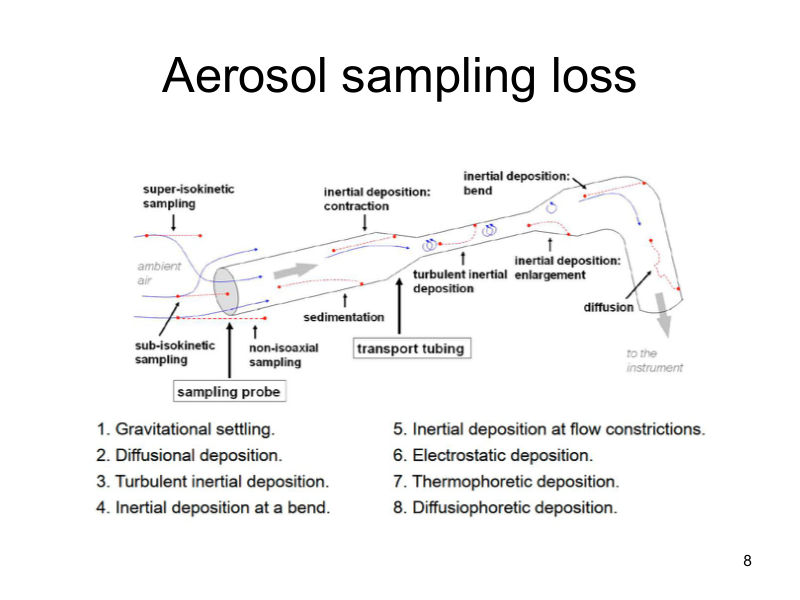 Aerosol sampling loss
super-isokinetic
sampling
inertial deposition:
contraction
inertial deposition:
bend
ambient
air
turbulent inertial
deposition
inertial deposition:
enlargement
sedimentation
diffusion
sub-isokinetic
sampling
non-isoaxial
sampling
transport tubing
to the
instrument
sampling probe
1. Gravitational settling.
2. Diffusional deposition.
3. Turbulent inertial deposition.
4. Inertial deposition at a bend.
5. Inertial deposition at flow constrictions.
6. Electrostatic deposition.
7. Thermophoretic deposition.
8. Diffusiophoretic deposition.
8